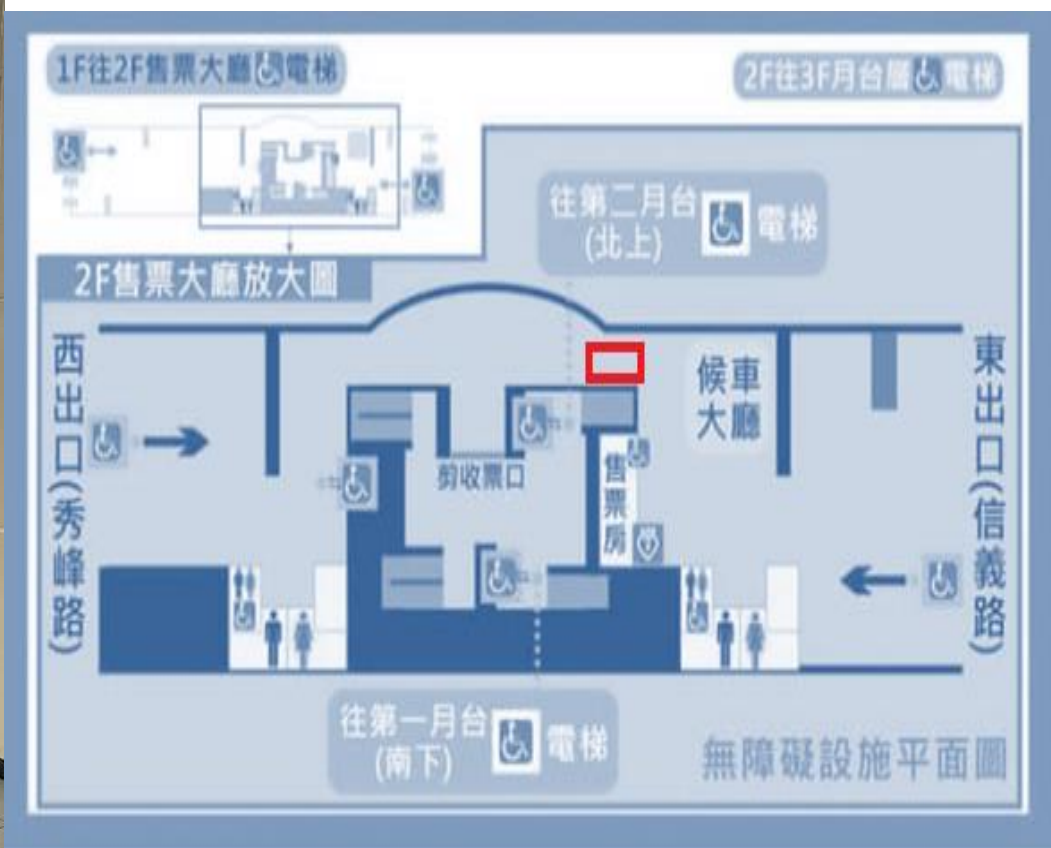 1F往2F售票大廳電梯
2F往3F月台層電梯
往第二月台
(北上)
電梯
2F售票大廳放大圖
西出口(秀峰路)
候車
大廳
東出口(信義路)
剪收票口
售票房
往第一月台
(南下)
電梯
無障礙設施平面圖